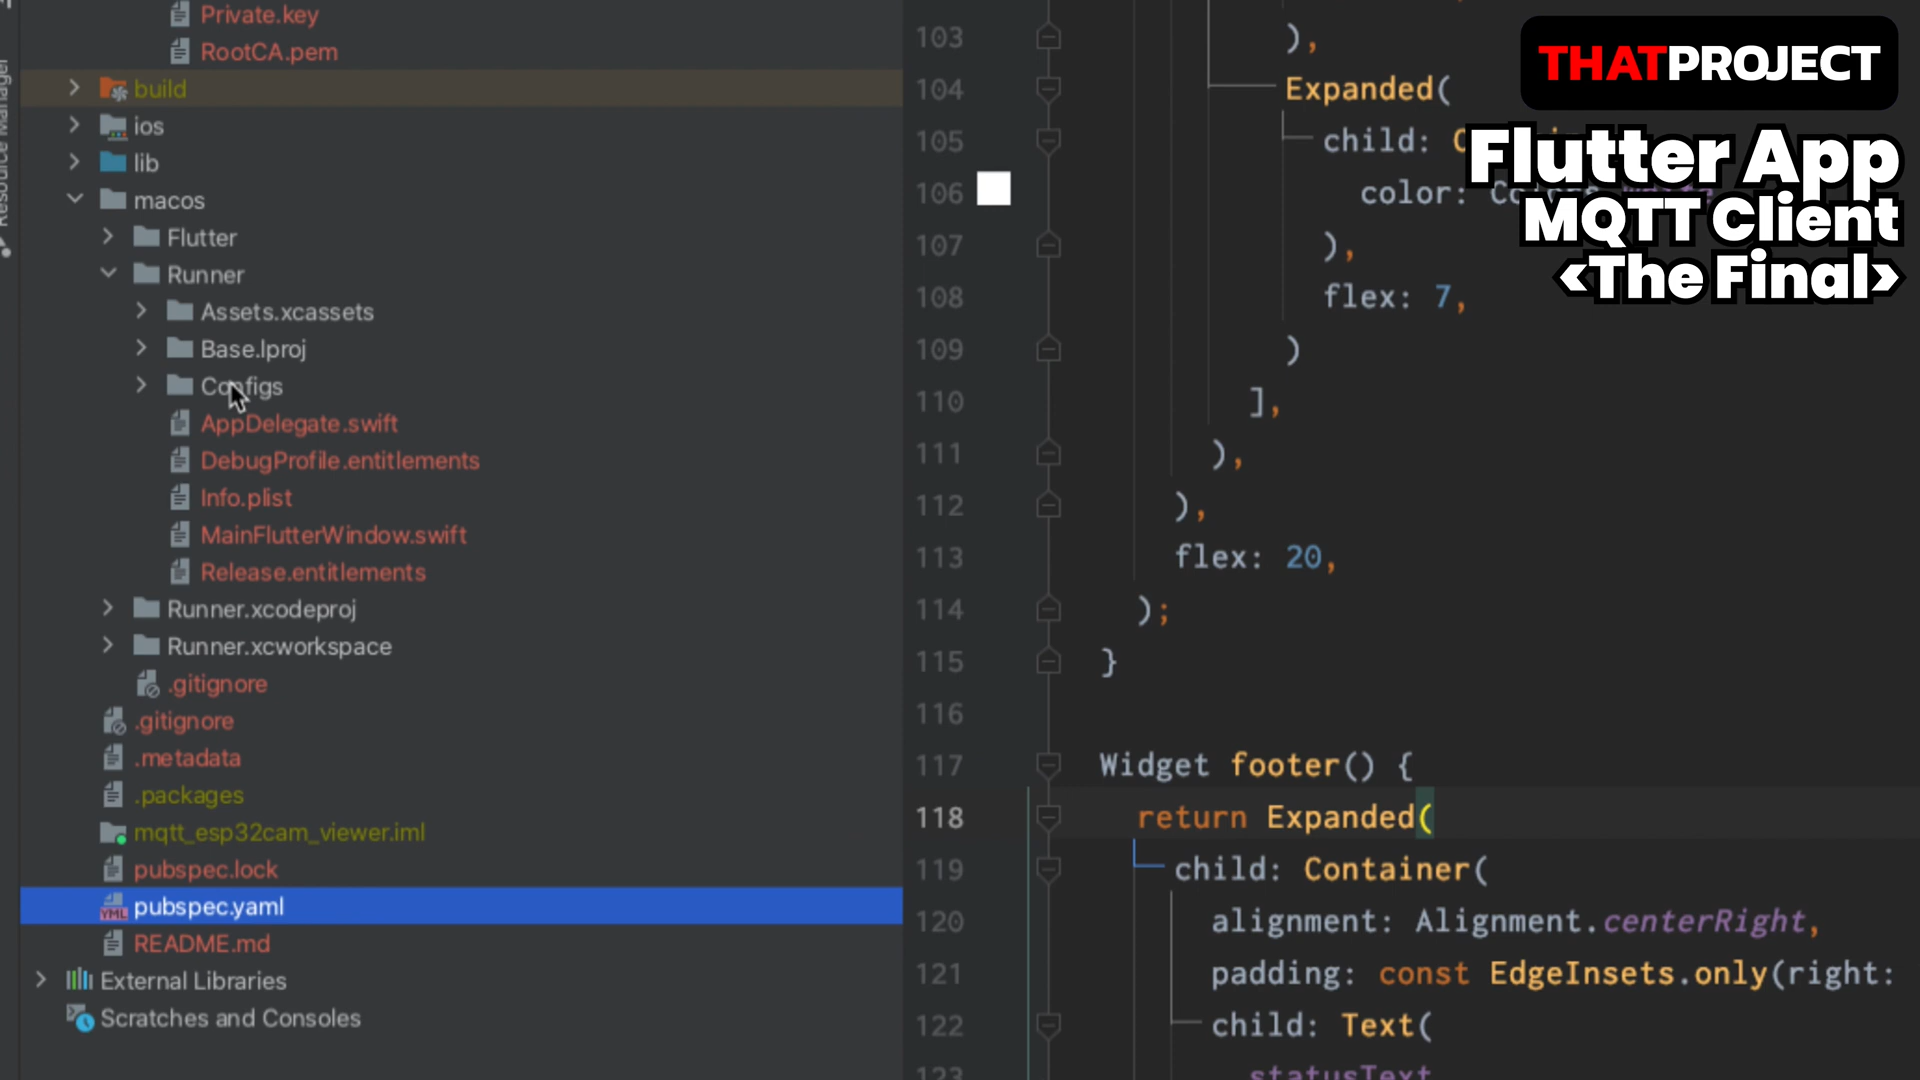 Private.key
RootCA.pem
build
ios
lib
macos
Flutter
Runner
Assets.xcassets
Base.lproj
Configs
AppDelegate.swift
DebugProfile.entitlements
Info.plist
MainFlutterWindow.swift
Release.entitlements
Runner.xcodeproj
Runner.xcworkspace
.gitignore
.gitignore
.metadata
.packages
mqtt_esp32cam_viewer.iml
pubspec.lock
pubspec.yaml
README.md
External Libraries
Scratches and Consoles
Resource Manager
103 ),
104 Expanded(
105 child:
106 color:
107 ),
108 flex: 7,
109 )
110 ],
111 ),
112 ),
113 flex: 20,
114 );
115 }
116
117 Widget footer() {
118 return Expanded(
119 child: Container(
120 alignment: Alignment.centerRight,
121 padding: const EdgeInsets.only(right:
122 child: Text(
123 statusText
THATPROJECT
Flutter App
MQTT Client
<The Final>